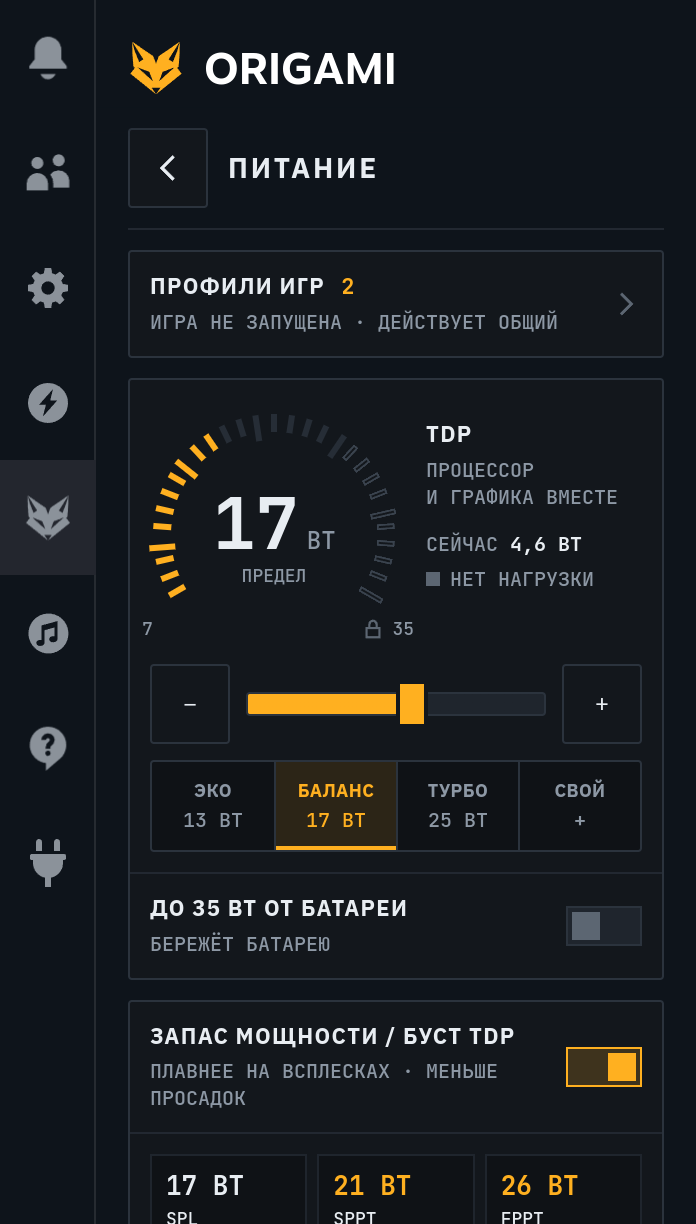 ORIGAMI
ПИТАНИЕ
ПРОФИЛИ ИГР 2
ИГРА НЕ ЗАПУЩЕНА · ДЕЙСТВУЕТ ОБЩИЙ
TDP
ПРОЦЕССОР
И ГРАФИКА ВМЕСТЕ
СЕЙЧАС 4,6 ВТ
НЕТ НАГРУЗКИ
17 ВТ
ПРЕДЕЛ
7
35
−
+
ЭКО
13 ВТ
БАЛАНС
17 ВТ
ТУРБО
25 ВТ
СВОЙ
+
ДО 35 ВТ ОТ БАТАРЕИ
БЕРЕЖЁТ БАТАРЕЮ
ЗАПАС МОЩНОСТИ / БУСТ TDP
ПЛАВНЕЕ НА ВСПЛЕСКАХ · МЕНЬШЕ
ПРОСАДОК
17 ВТ
SPL
21 ВТ
SPPT
26 ВТ
FPPT